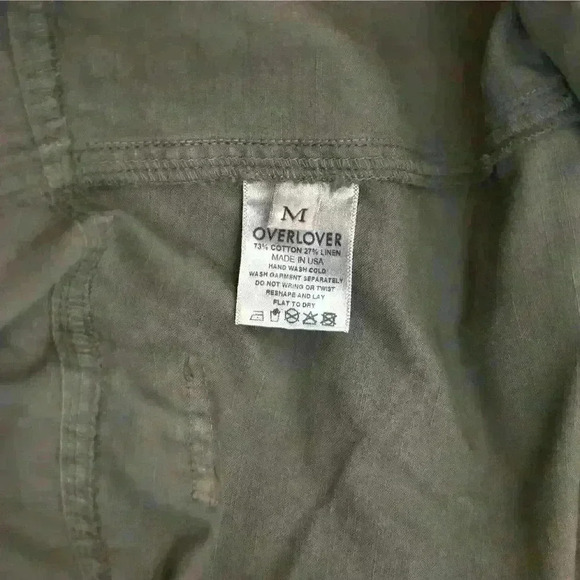 M
OVERLOVER
73% COTTON 27% LINEN
MADE IN USA
HAND WASH COLD
WASH GARMENT SEPARATELY
DO NOT WRING OR TWIST
RESHAPE AND LAY
FLAT TO DRY